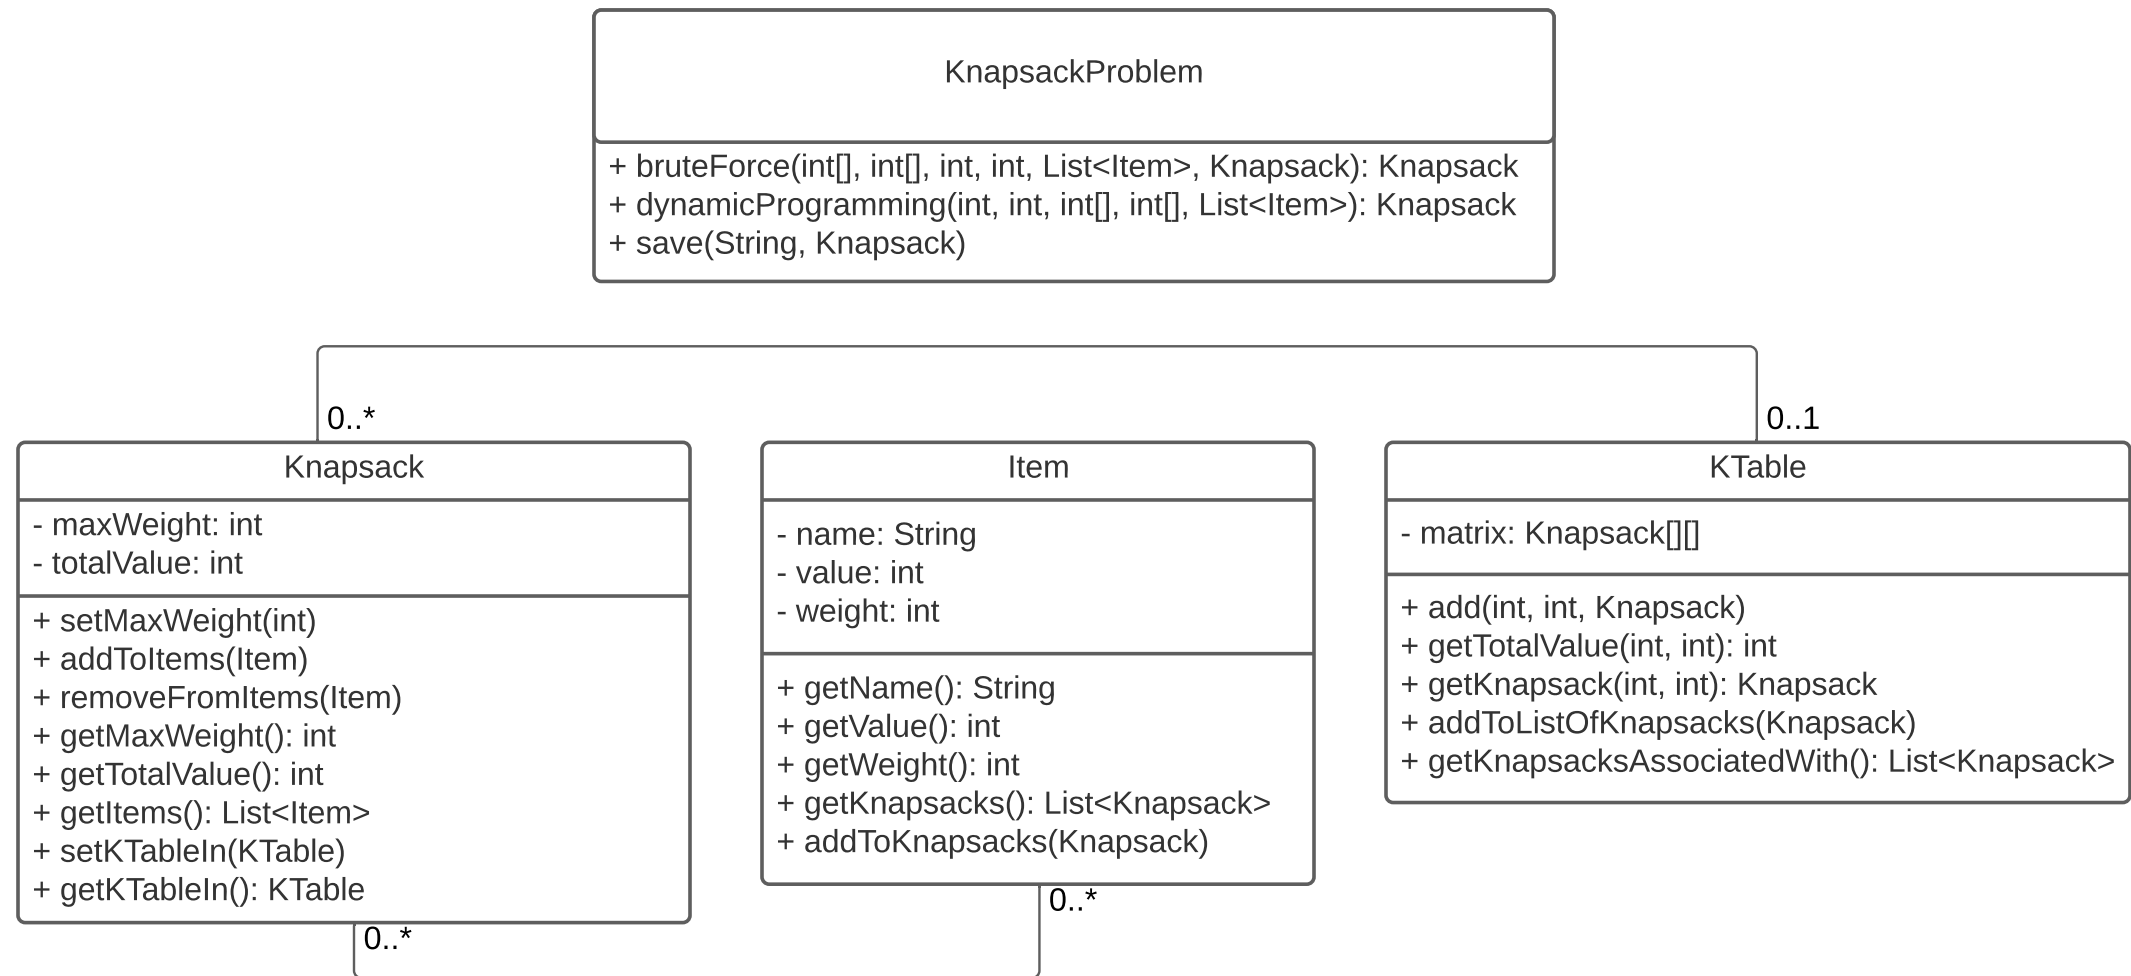 KnapsackProblem
+ bruteForce(int[], int[], int, int, List<Item>, Knapsack): Knapsack
+ dynamicProgramming(int, int, int[], int[], List<Item>): Knapsack
+ save(String, Knapsack)
0..*
0..1
Knapsack
- maxWeight: int
- totalValue: int
+ setMaxWeight(int)
+ addToItems(Item)
+ removeFromItems(Item)
+ getMaxWeight(): int
+ getTotalValue(): int
+ getItems(): List<Item>
+ setKTableIn(KTable)
+ getKTableIn(): KTable
0..*
Item
- name: String
- value: int
- weight: int
+ getName(): String
+ getValue(): int
+ getWeight(): int
+ getKnapsacks(): List<Knapsack>
+ addToKnapsacks(Knapsack)
0..*
KTable
- matrix: Knapsack[][]
+ add(int, int, Knapsack)
+ getTotalValue(int, int): int
+ getKnapsack(int, int): Knapsack
+ addToListOfKnapsacks(Knapsack)
+ getKnapsacksAssociatedWith(): List<Knapsack>